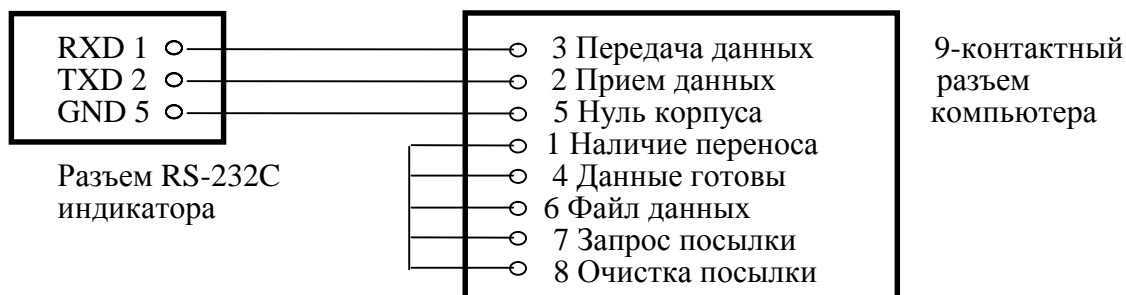 RXD 1
TXD 2
GND 5
Разъем RS-232C
индикатора
3 Передача данных
2 Прием данных
5 Нуль корпуса
1 Наличие переноса
4 Данные готовы
6 Файл данных
7 Запрос посылки
8 Очистка посылки
9-контактный
разъем
компьютера